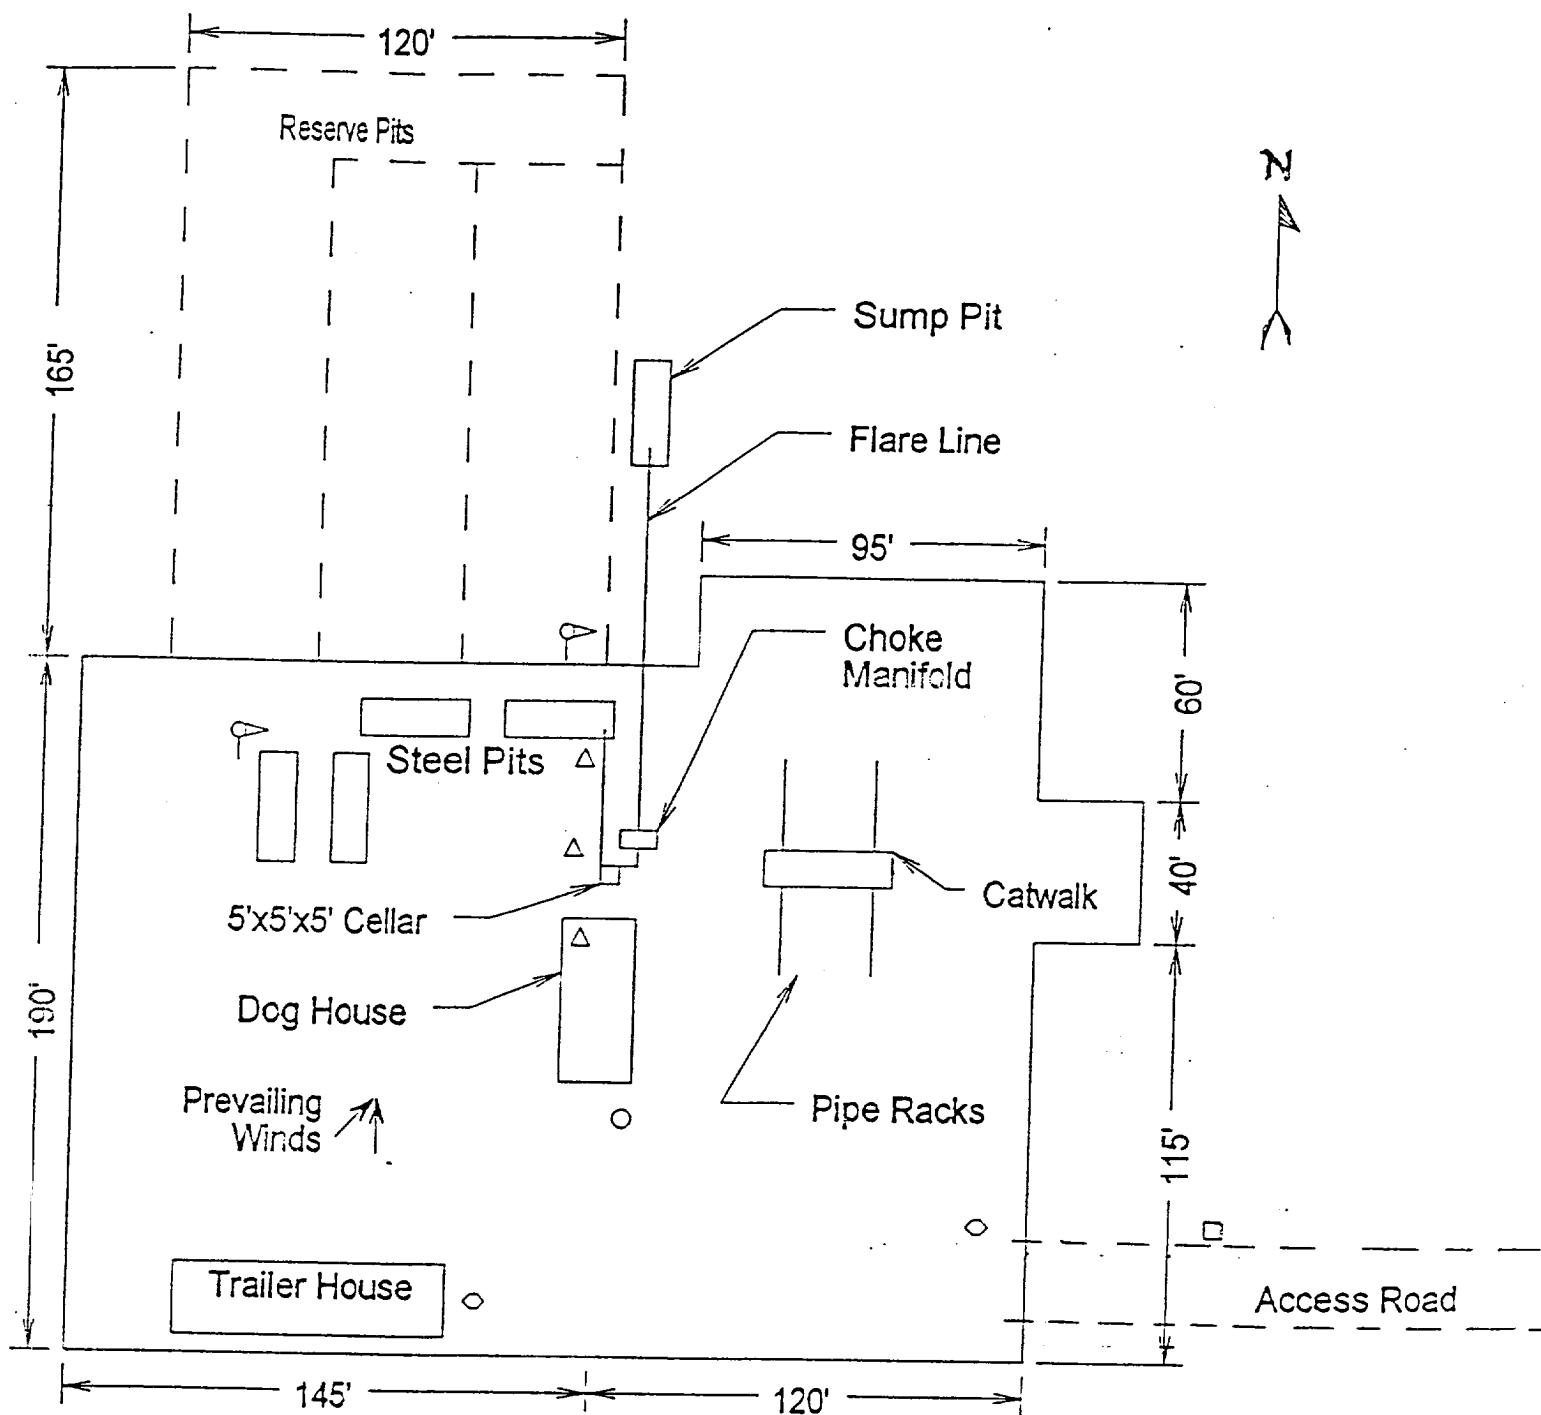 120'
Reserve Pits
N
Sump Pit
165'
Flare Line
95'
Choke
Manifold
60'
Steel Pits
40'
Catwalk
5'x5'x5' Cellar
190'
Dog House
Prevailing
Winds
Pipe Racks
115'
Trailer House
Access Road
145'
120'